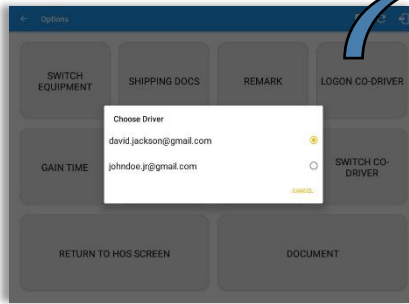 ← Options
SWITCH
EQUIPMENT
SHIPPING DOCS
REMARK
LOGON CO-DRIVER
Choose Driver
david.jackson@gmail.com
johndoe.jr@gmail.com
CANCEL
GAIN TIME
SWITCH CO-
DRIVER
RETURN TO HOS SCREEN
DOCUMENT